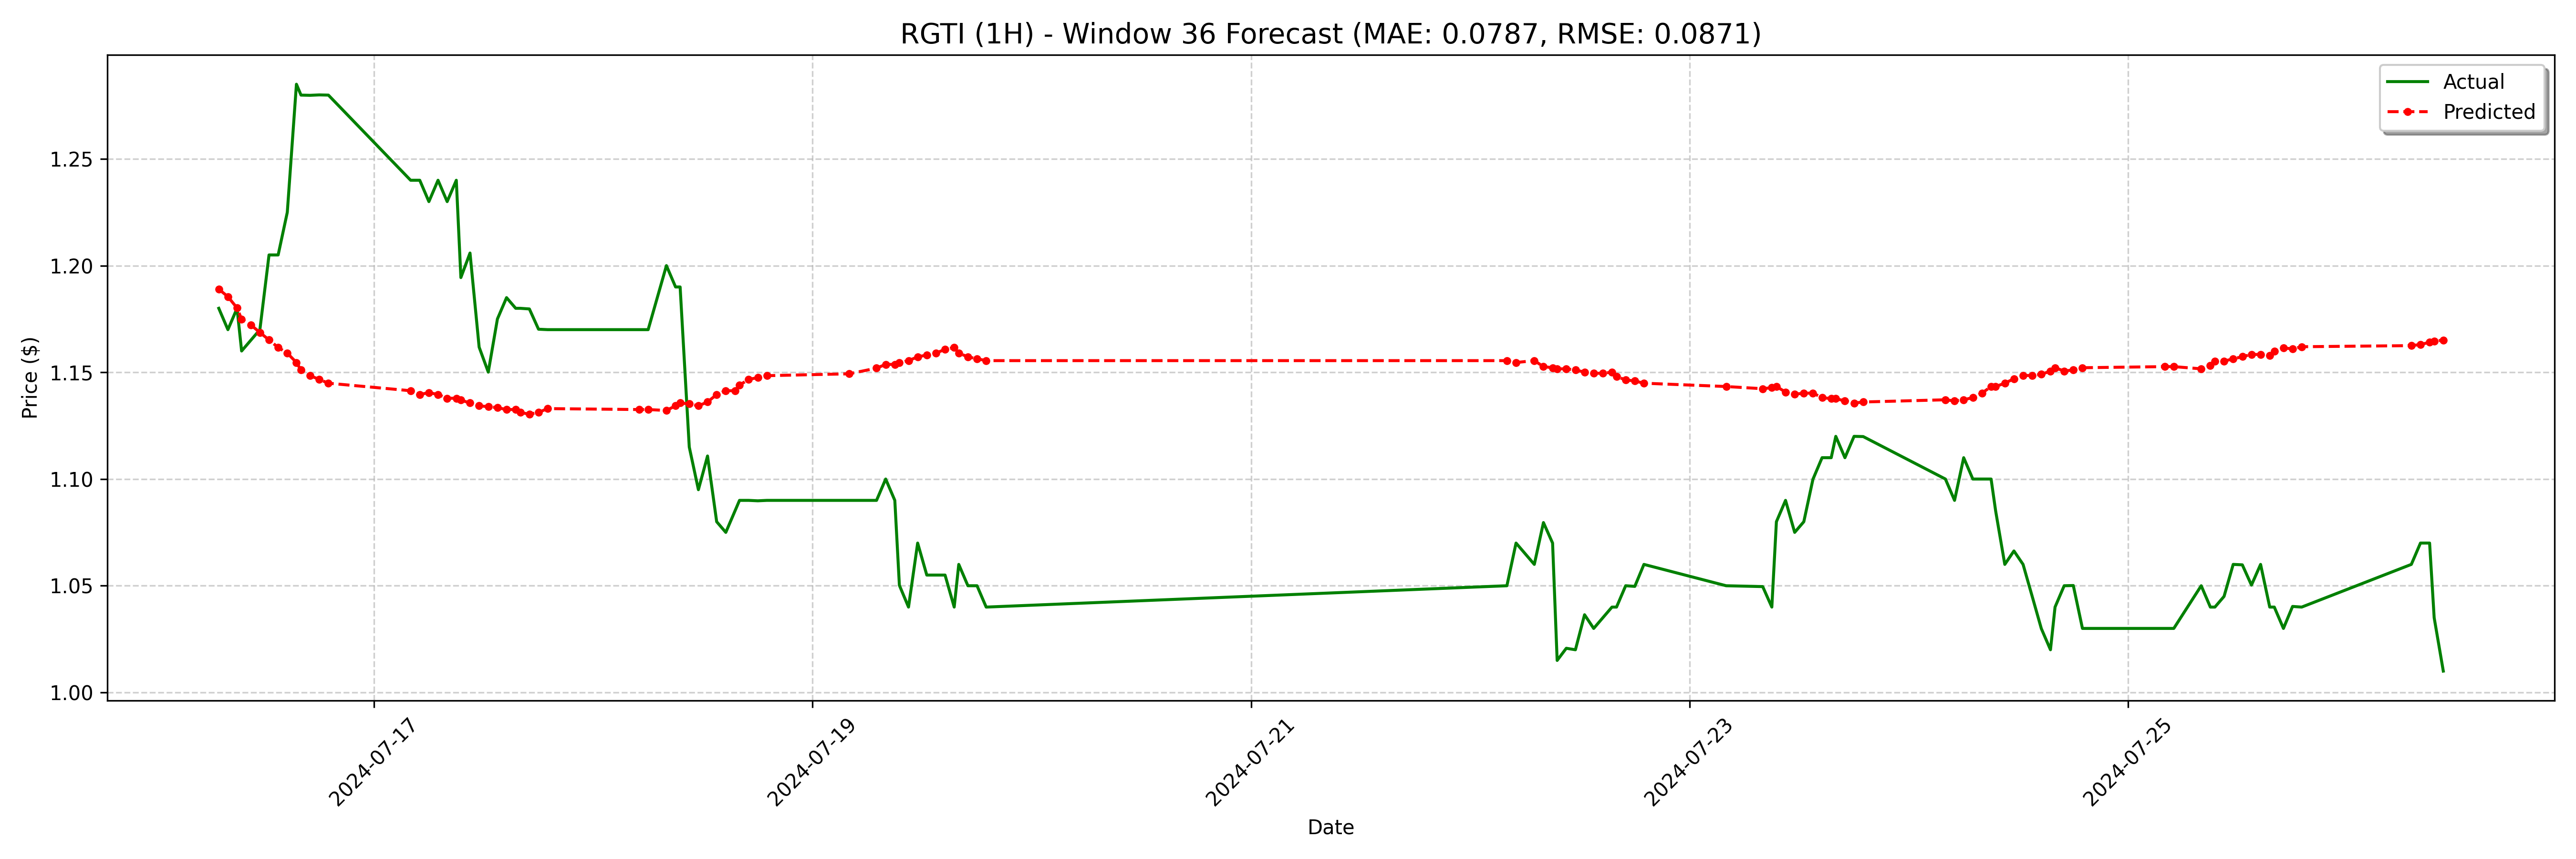 RGTI (1H) - Window 36 Forecast (MAE: 0.0787, RMSE: 0.0871)
Actual
Predicted
Price ($)
1.25
1.20
1.15
1.10
1.05
1.00
2024-07-17
2024-07-19
2024-07-21
2024-07-23
2024-07-25
Date